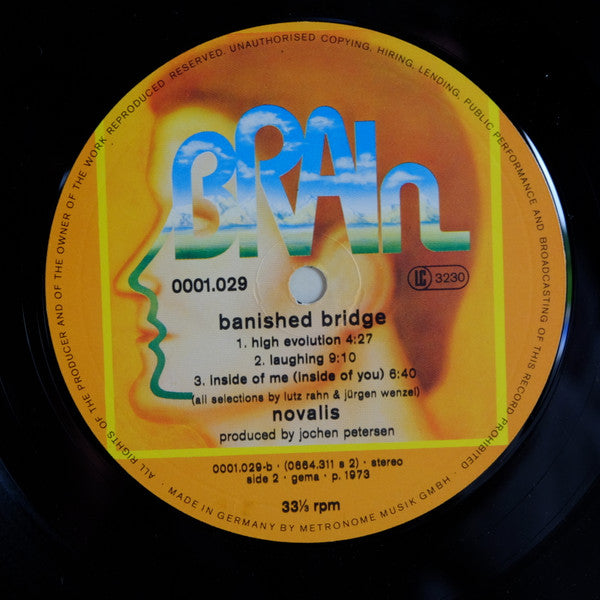 ALL RIGHTS OF THE PRODUCER AND OF THE OWNER OF THE WORK REPRODUCED RESERVED. UNAUTHORISED COPYING, HIRING, LENDING, PUBLIC PERFORMANCE AND BROADCASTING OF THIS RECORD PROHIBITED
BRAIn
0001.029
LC 3230
banished bridge
1. high evolution 4:27
2. laughing 9:10
3. inside of me (inside of you) 6:40
(all selections by lutz rahn & jürgen wenzel)
novalis
produced by jochen petersen
0001.029-b · (0664.311 s 2) · stereo
side 2 · gema · p. 1973
33⅓ rpm
· MADE IN GERMANY BY METRONOME MUSIK GMBH ·